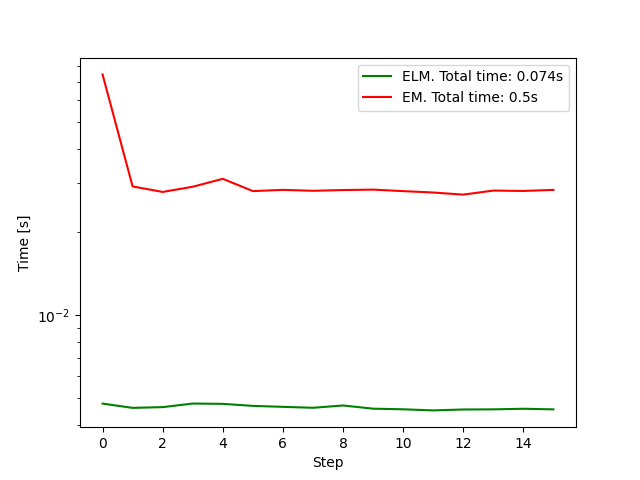 ELM. Total time: 0.074s
EM. Total time: 0.5s
Time [s]
10⁻²
0 2 4 6 8 10 12 14
Step